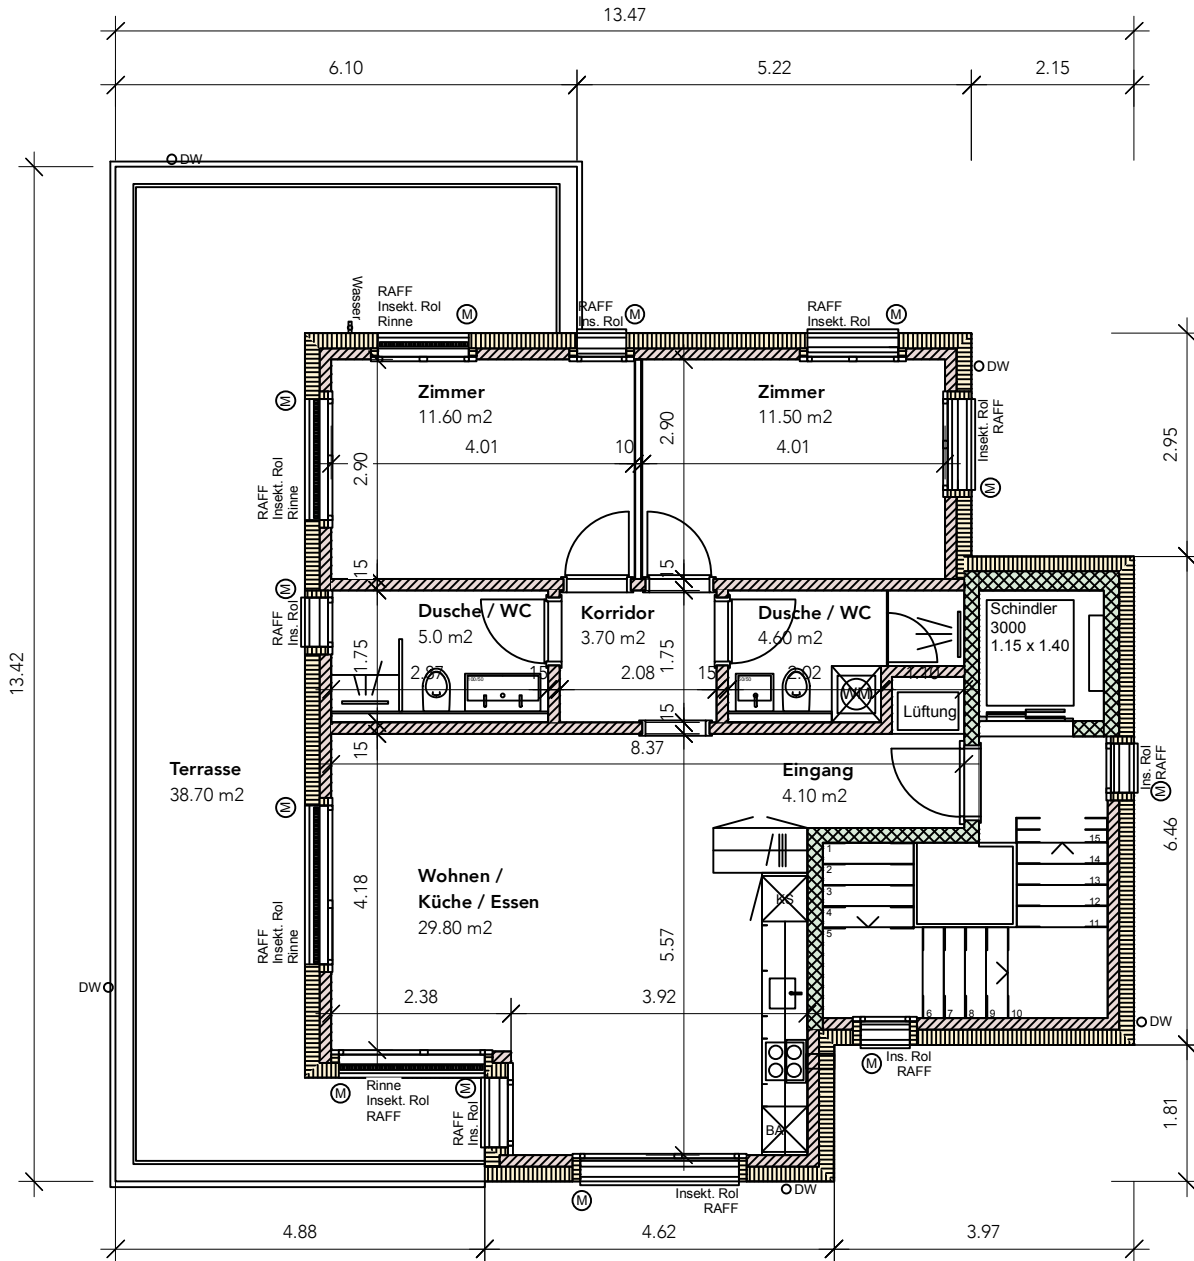 13.47
6.10
5.22
2.15
DW
Wasser
RAFF
Insekt. Rol
Rinne
M
RAFF
Ins. Rol
M
RAFF
Insekt. Rol
M
DW
M
Zimmer
11.60 m2
Zimmer
11.50 m2
4.01
10
4.01
2.90
2.90
Insekt. Rol
RAFF
M
2.95
RAFF
Insekt. Rol
Rinne
15
15
M
RAFF
Ins. Rol
Dusche / WC
5.0 m2
Korridor
3.70 m2
Dusche / WC
4.60 m2
Schindler
3000
1.15 x 1.40
13.42
1.75
2.87
15
2.08
1.75
15
2.02
WM
Lüftung
15
15
8.37
Terrasse
38.70 m2
Eingang
4.10 m2
Ins. Rol
RAFF
M
M
6.46
Wohnen /
Küche / Essen
29.80 m2
4.18
5.57
KS
1
2
3
4
5
15
14
13
12
11
RAFF
Insekt. Rol
Rinne
DW
2.38
3.92
6
7
8
9
10
DW
M
Ins. Rol
RAFF
M
Rinne
Insekt. Rol
RAFF
M
RAFF
Ins. Rol
BA
1.81
M
Insekt. Rol
RAFF
DW
4.88
4.62
3.97